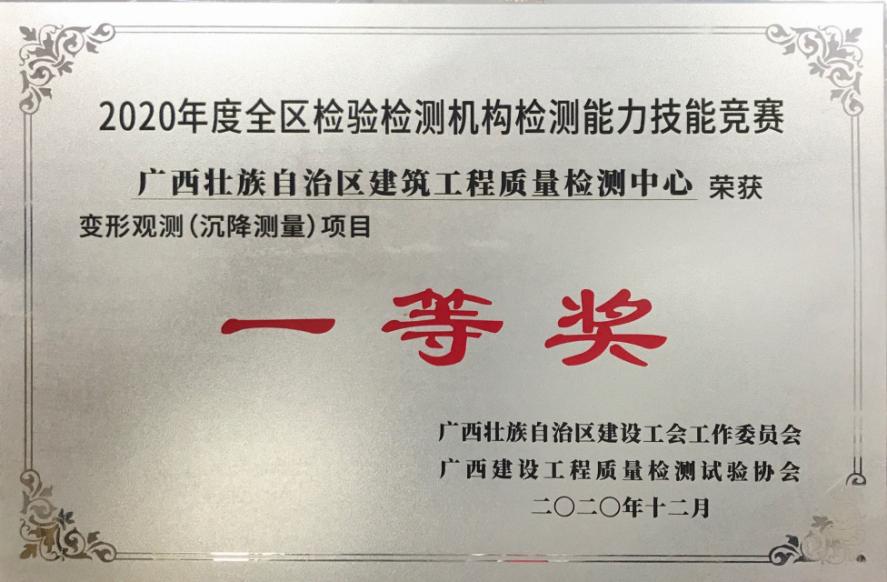 2020年度全区检验检测机构检测能力技能竞赛
广西壮族自治区建筑工程质量检测中心 荣获
变形观测(沉降测量)项目
一等奖
广西壮族自治区建设工会工作委员会
广西建设工程质量检测试验协会
二〇二〇年十二月